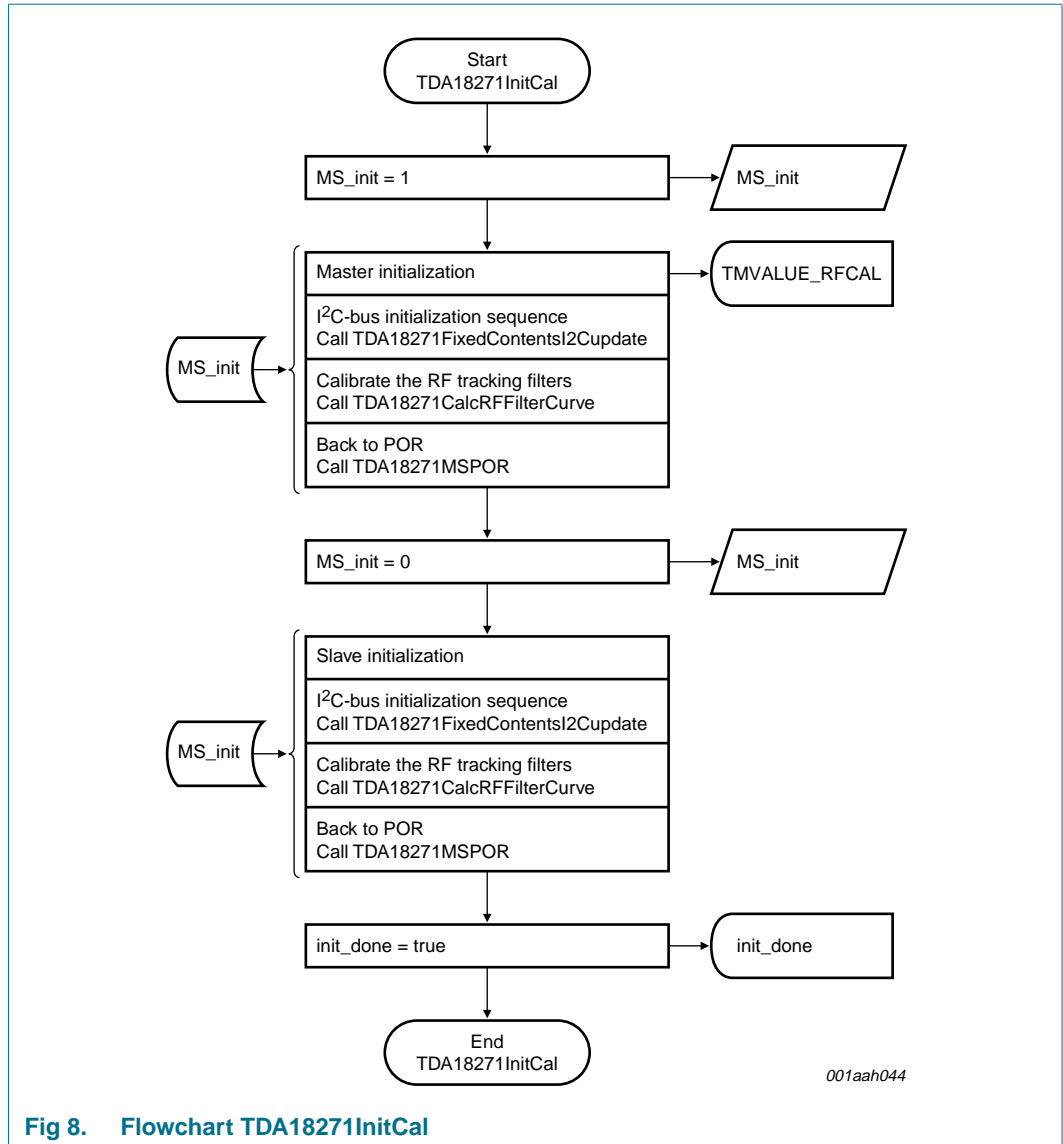 Start
TDA18271InitCal
MS_init = 1
MS_init
Master initialization
TMVALUE_RFCAL
I2C-bus initialization sequence
Call TDA18271FixedContentsI2Cupdate
MS_init
Calibrate the RF tracking filters
Call TDA18271CalcRFFilterCurve
Back to POR
Call TDA18271MSPOR
MS_init = 0
MS_init
Slave initialization
I2C-bus initialization sequence
Call TDA18271FixedContentsI2Cupdate
MS_init
Calibrate the RF tracking filters
Call TDA18271CalcRFFilterCurve
Back to POR
Call TDA18271MSPOR
init_done = true
init_done
End
TDA18271InitCal
001aah044
Fig 8. Flowchart TDA18271InitCal